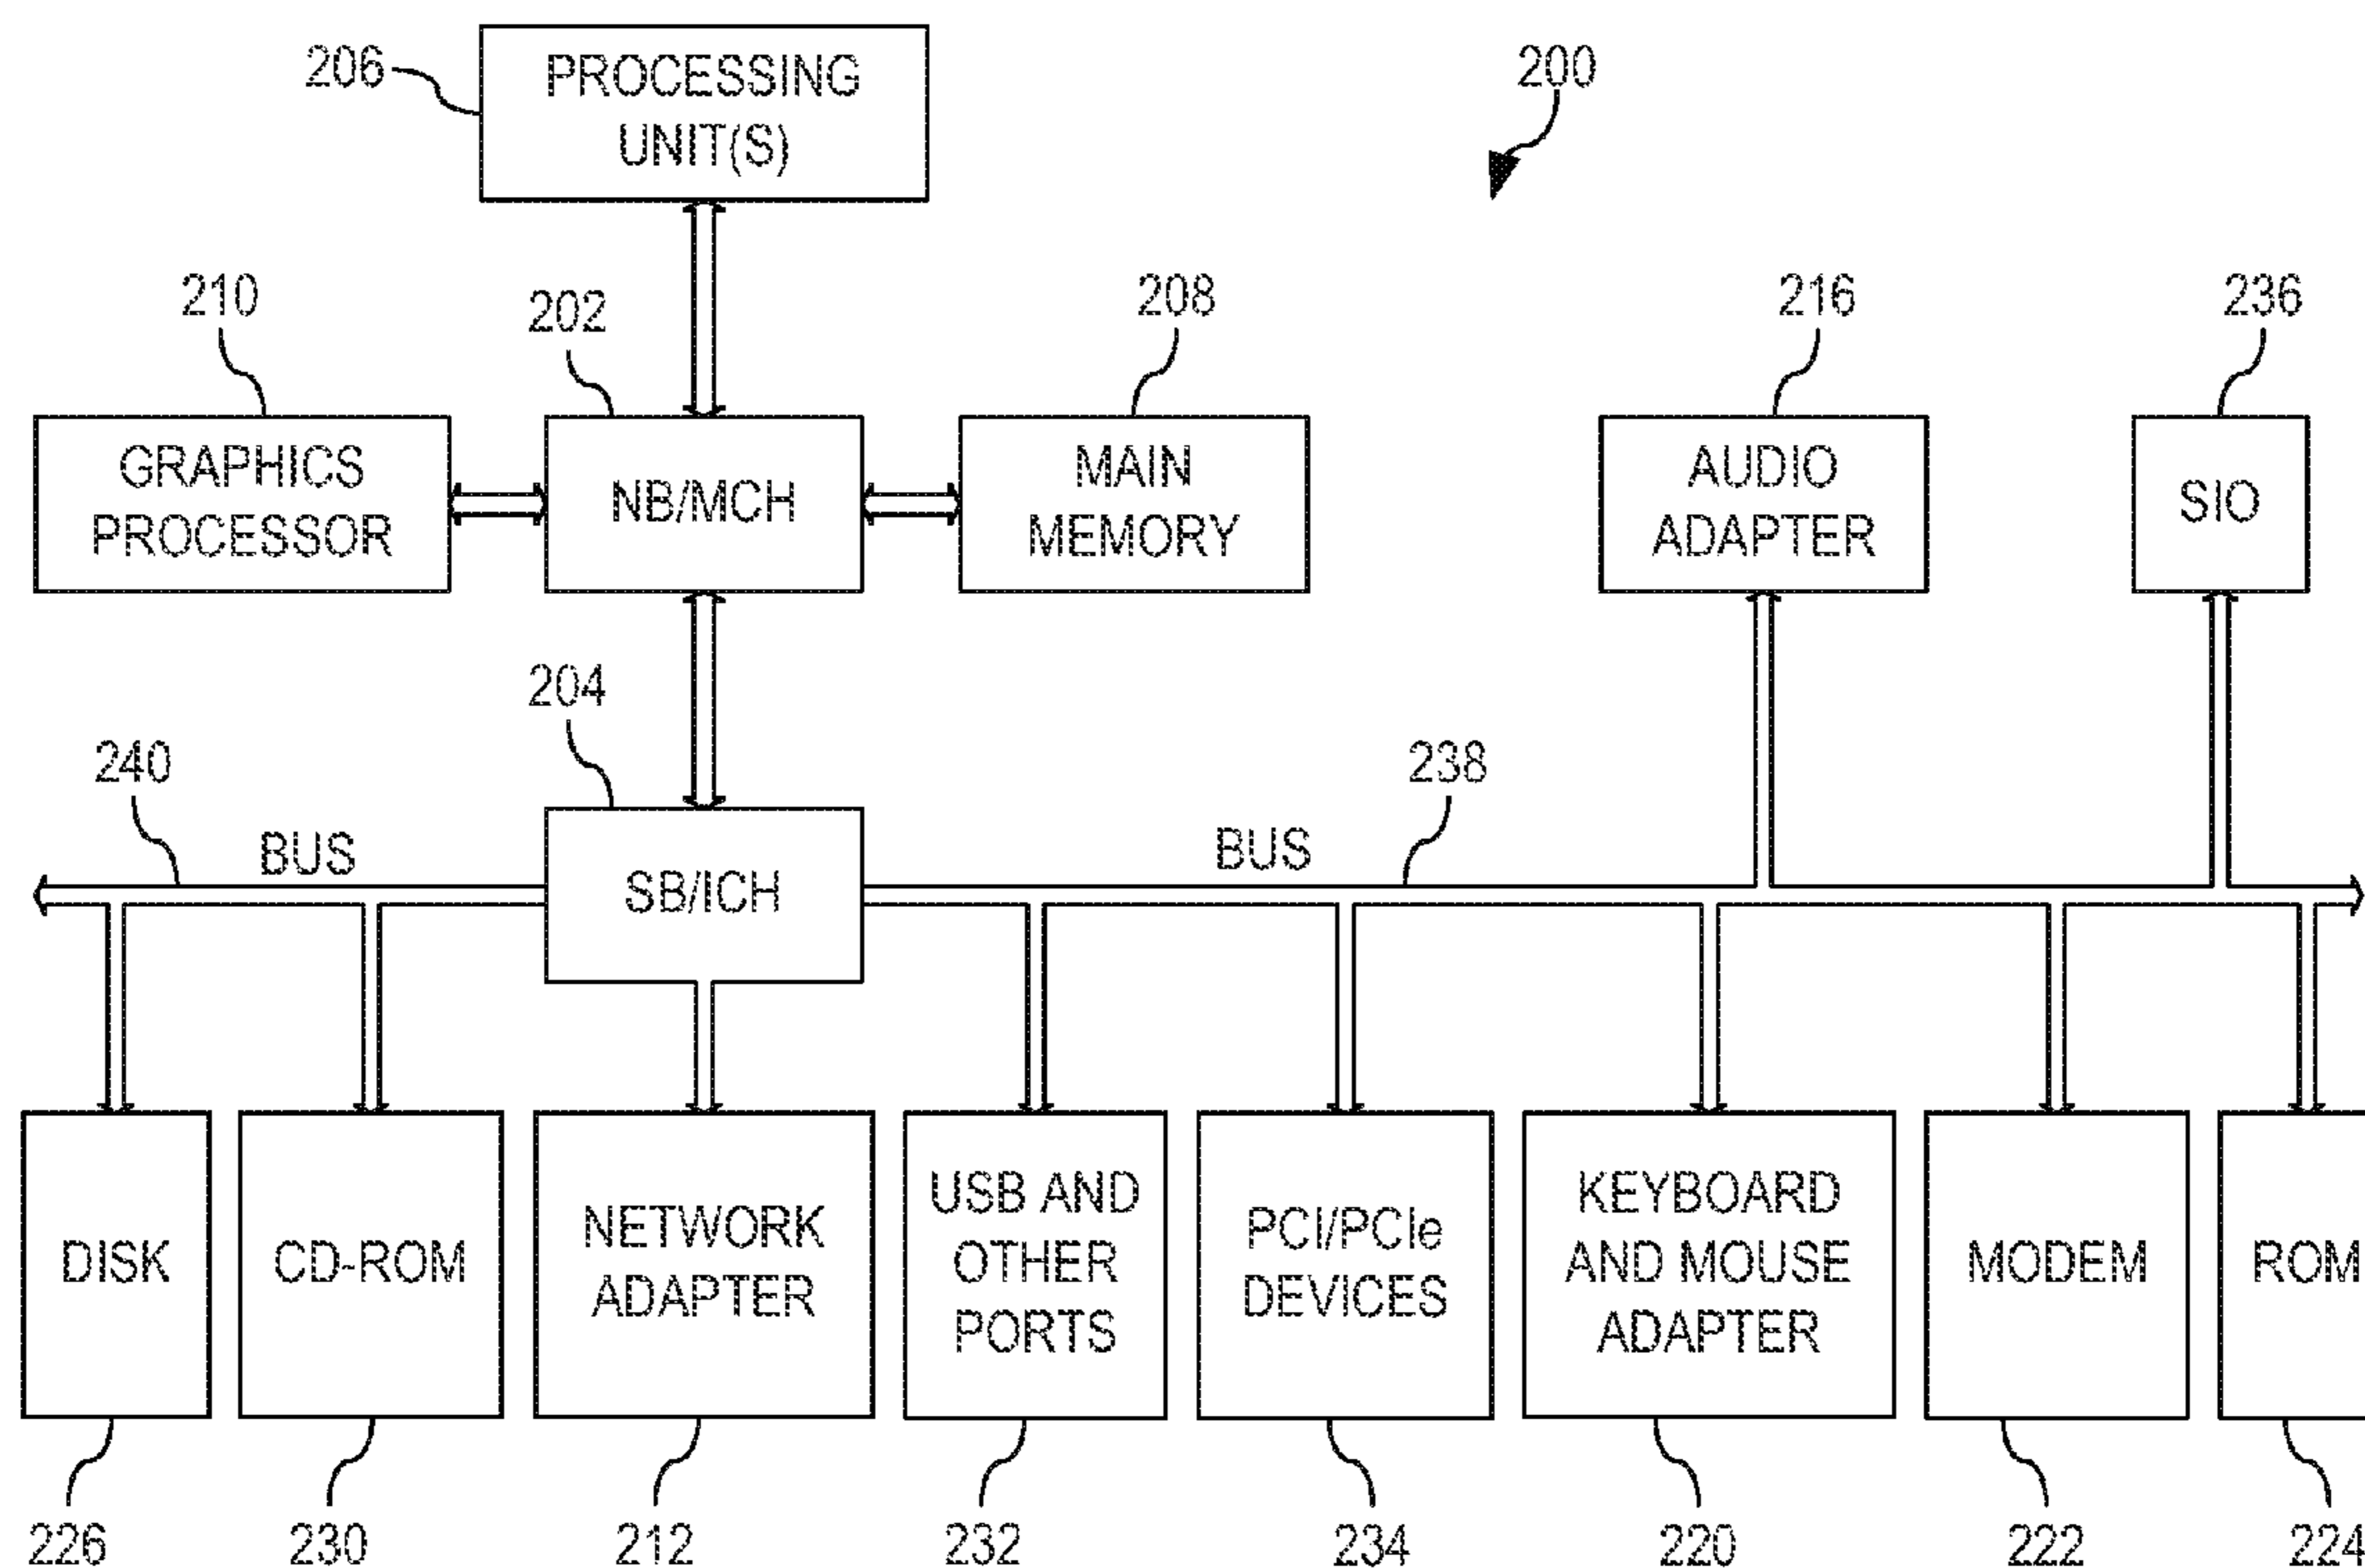 206
PROCESSING
UNIT(S)
200
210
202
208
216
236
GRAPHICS
PROCESSOR
NB/MCH
MAIN
MEMORY
AUDIO
ADAPTER
SIO
204
240
238
BUS
BUS
SB/ICH
DISK
CD-ROM
NETWORK
ADAPTER
USB AND
OTHER
PORTS
PCI/PCIe
DEVICES
KEYBOARD
AND MOUSE
ADAPTER
MODEM
ROM
226
230
212
232
234
220
222
224